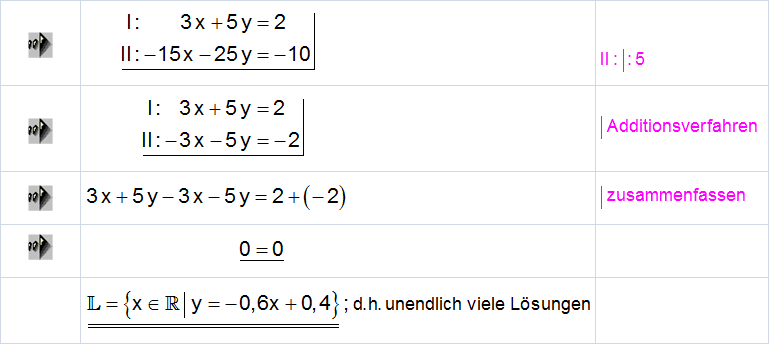 I: 3x + 5y = 2
II: −15x − 25y = −10
II : | : 5
I: 3x + 5y = 2
II: −3x − 5y = −2
| Additionsverfahren
3x + 5y − 3x − 5y = 2 + (−2)
| zusammenfassen
0 = 0
𝕃 = {x ∈ ℝ | y = −0,6x + 0,4} ; d.h. unendlich viele Lösungen